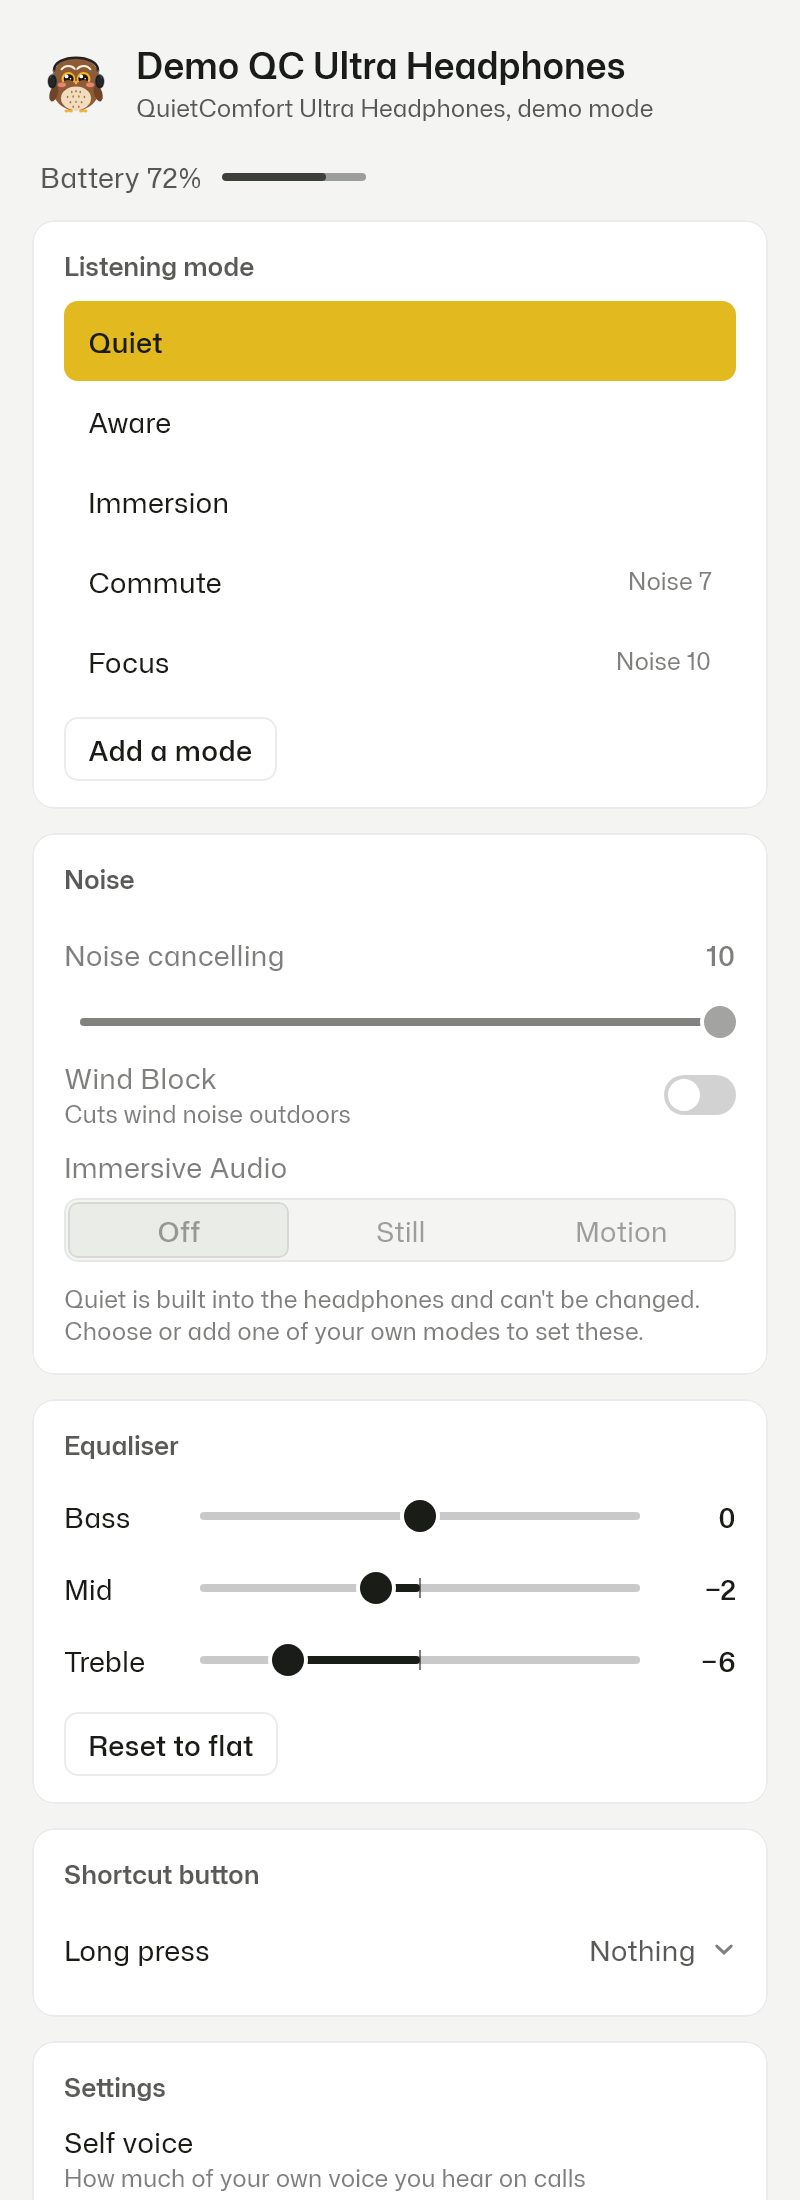 Demo QC Ultra Headphones
QuietComfort Ultra Headphones, demo mode
Battery 72%
Listening mode
Quiet
Aware
Immersion
Commute Noise 7
Focus Noise 10
Add a mode
Noise
Noise cancelling 10
Wind Block
Cuts wind noise outdoors
Immersive Audio
Off Still Motion
Quiet is built into the headphones and can't be changed.
Choose or add one of your own modes to set these.
Equaliser
Bass 0
Mid −2
Treble −6
Reset to flat
Shortcut button
Long press Nothing
Settings
Self voice
How much of your own voice you hear on calls